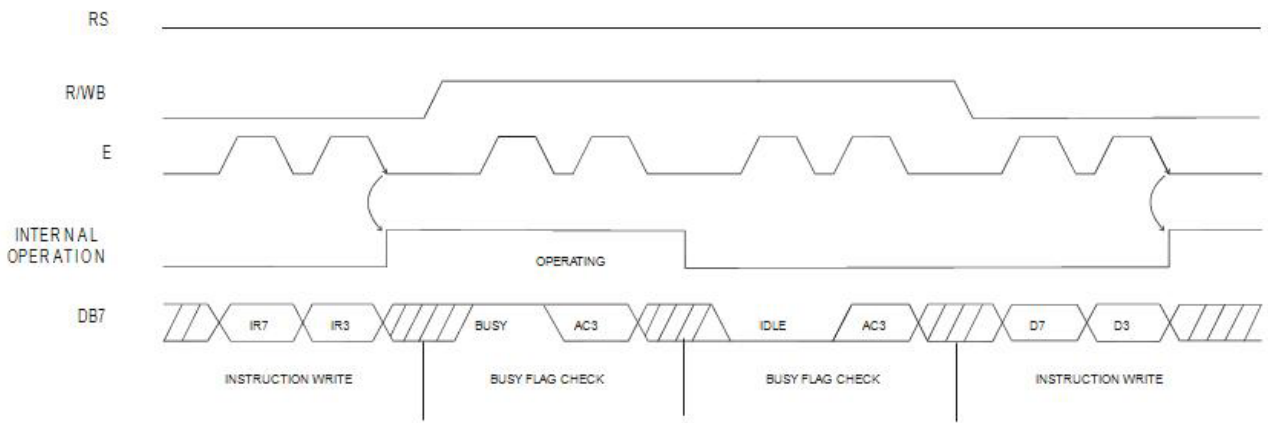 RS
R/WB
E
INTERNAL
OPERATION
OPERATING
DB7
IR7 IR3 BUSY AC3 IDLE AC3 D7 D3
INSTRUCTION WRITE BUSY FLAG CHECK BUSY FLAG CHECK INSTRUCTION WRITE